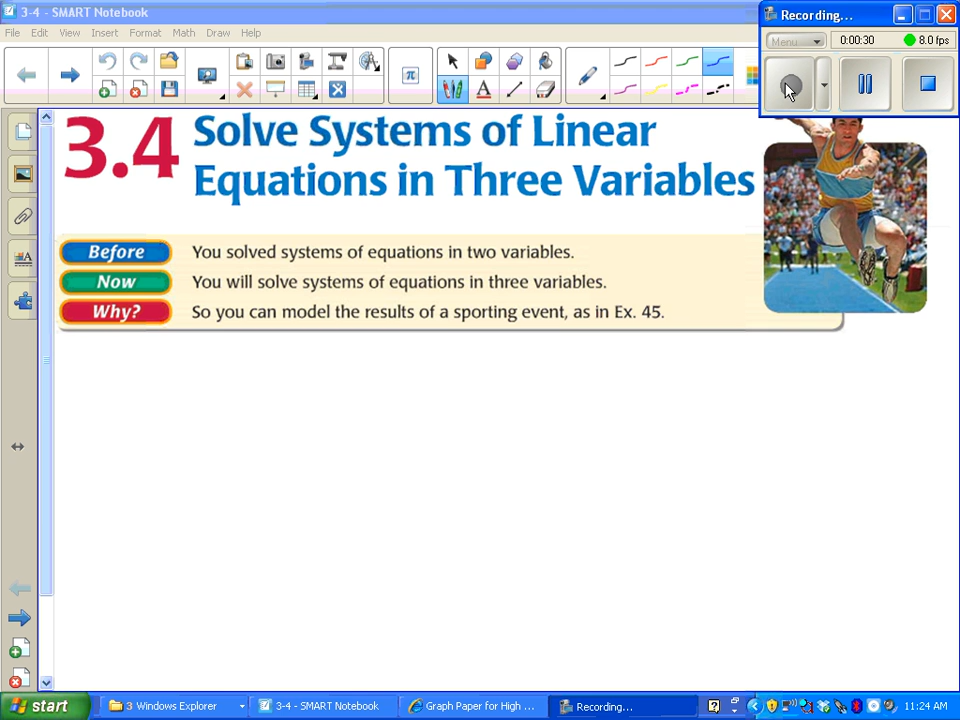 3-4 - SMART Notebook
Recording...
File Edit View Insert Format Math Draw Help
Menu 0:00:30 8.0 fps
π
A
3.4 Solve Systems of Linear
Equations in Three Variables
Before You solved systems of equations in two variables.
Now You will solve systems of equations in three variables.
Why? So you can model the results of a sporting event, as in Ex. 45.
start 3 Windows Explorer 3-4 - SMART Notebook Graph Paper for High ... Recording... 11:24 AM